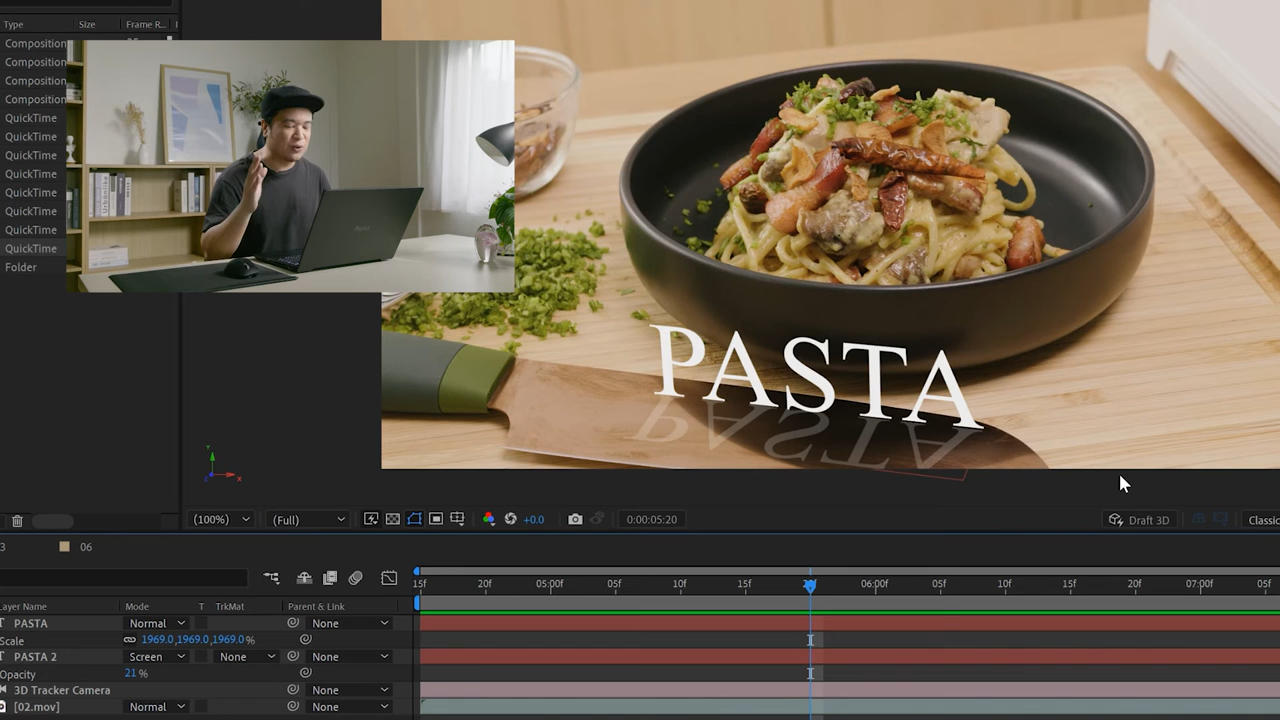 Type Size Frame R...
Composition
Composition
Composition
Composition
QuickTime
QuickTime
QuickTime
QuickTime
QuickTime
QuickTime
QuickTime
QuickTime
Folder
PASTA
PASTA
Y
Z X
(100%) (Full) +0.0 0:00:05:20 Draft 3D Classic
3 06
15f 20f 05:00f 05f 10f 15f 20f 06:00f 05f 10f 15f 20f 07:00f 05f
Layer Name Mode T TrkMat Parent & Link
T PASTA Normal None
Scale 1969.0,1969.0,1969.0 %
T PASTA 2 Screen None None
Opacity 21 %
3D Tracker Camera None
[02.mov] Normal None